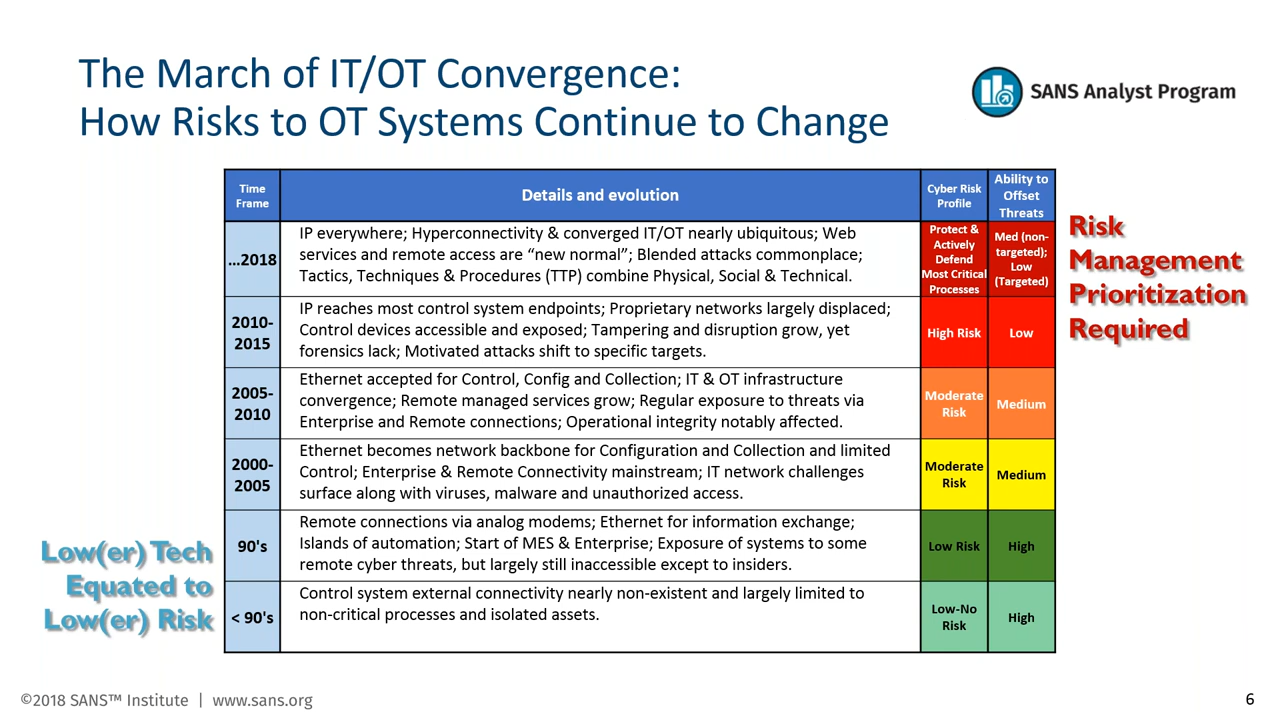 The March of IT/OT Convergence:
How Risks to OT Systems Continue to Change
SANS Analyst Program
Time
Frame
Details and evolution
Cyber Risk
Profile
Ability to
Offset
Threats
...2018
IP everywher; Hyperconnectivity & converged IT/OT nearly ubiquitous; Web
services and remote access are “new normal”; Blended attacks commonplace;
Tactics, Techniques & Procedures (TTP) combine Physical, Social & Technical.
Protect &
Actively
Defend
Most Critical
Processes
Med (non-
targeted);
Low
(Targeted)
2010-
2015
IP reaches most control system endpoints; Proprietary networks largely displaced;
Control devices accessible and exposed; Tampering and disruption grow, yet
forensics lack; Motivated attacks shift to specific targets.
High Risk
Low
2005-
2010
Ethernet accepted for Control, Config and Collection; IT & OT infrastructure
convergence; Remote managed services grow; Regular exposure to threats via
Enterprise and Remote connections; Operational integrity notably affected.
Moderate
Risk
Medium
2000-
2005
Ethernet becomes network backbone for Configuration and Collection and limited
Control; Enterprise & Remote Connectivity mainstream; IT network challenges
surface along with viruses, malware and unauthorized access.
Moderate
Risk
Medium
90's
Remote connections via analog modems; Ethernet for information exchange;
Islands of automation; Start of MES & Enterprise; Exposure of systems to some
remote cyber threats, but largely still inaccessible except to insiders.
Low Risk
High
< 90's
Control system external connectivity nearly non-existent and largely limited to
non-critical processes and isolated assets.
Low-No
Risk
High
Risk
Management
Prioritization
Required
Low(er) Tech
Equated to
Low(er) Risk
©2018 SANS™ Institute | www.sans.org
6